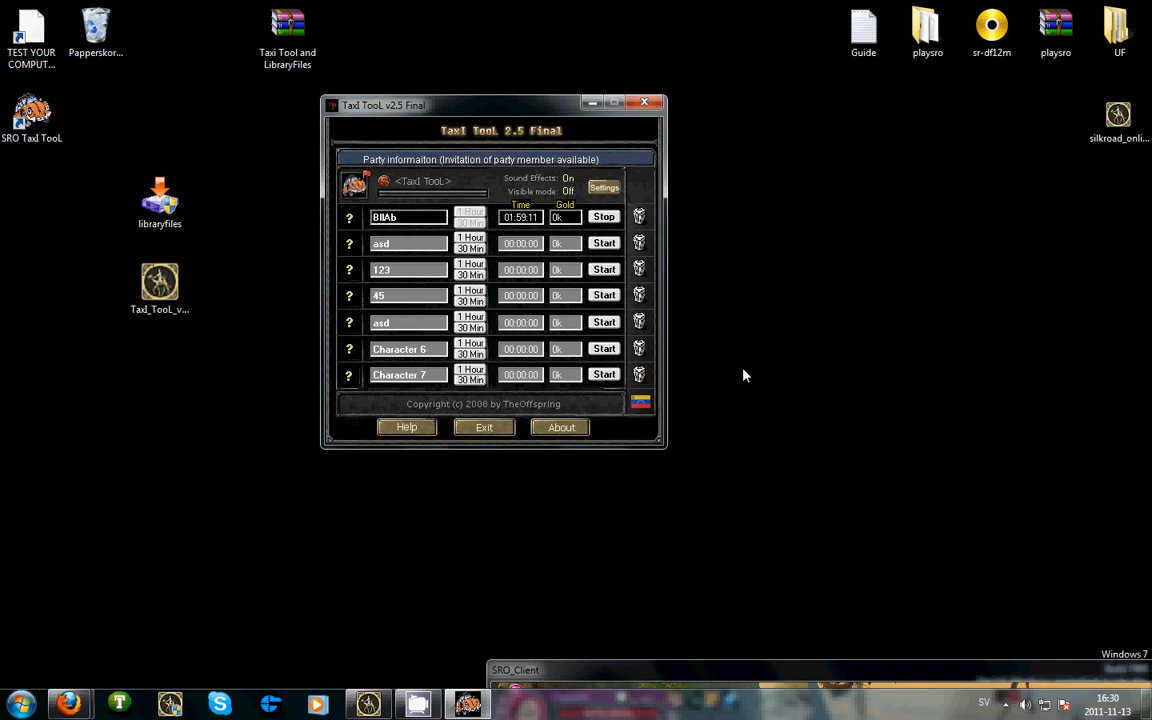 TEST YOUR
COMPUT...
Papperskor...
Taxi Tool and
LibraryFiles
Guide
playsro
sr-df12m
playsro
UF
SRO TaxI TooL
silkroad_onli...
libraryfiles
TaxI_TooL_v...
TaxI TooL v2.5 Final
TaxI TooL 2.5 Final
Party informaiton (Invitation of party member available)
<TaxI TooL>
Sound Effects: On
Visible mode: Off
Settings
Time
Gold
? BllAb 1 Hour 30 Min 01:59:11 0k Stop
? asd 1 Hour 30 Min 00:00:00 0k Start
? 123 1 Hour 30 Min 00:00:00 0k Start
? 45 1 Hour 30 Min 00:00:00 0k Start
? asd 1 Hour 30 Min 00:00:00 0k Start
? Character 6 1 Hour 30 Min 00:00:00 0k Start
? Character 7 1 Hour 30 Min 00:00:00 0k Start
Copyright (c) 2008 by TheOffsprIng
Help
Exit
About
Windows 7
SRO_Client
SV
16:30
2011-11-13